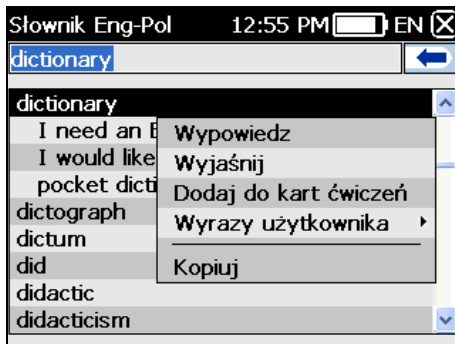 Słownik Eng-Pol 12:55 PM EN
dictionary
dictionary
I need an
I would like
pocket
dictograph
dictum
did
didactic
didacticism
Wypowiedz
Wyjaśnij
Dodaj do kart ćwiczeń
Wyrazy użytkownika
Kopiuj